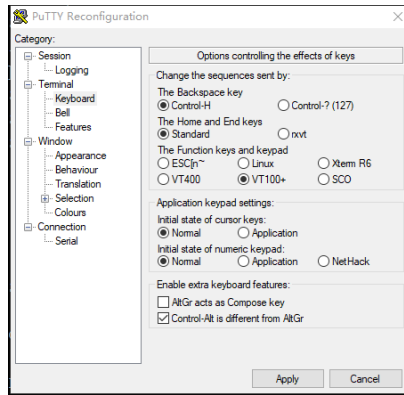 PuTTY Reconfiguration
Category:
Session
Logging
Terminal
Keyboard
Bell
Features
Window
Appearance
Behaviour
Translation
Selection
Colours
Connection
Serial
Options controlling the effects of keys
Change the sequences sent by:
The Backspace key
Control-H Control-? (127)
The Home and End keys
Standard rxvt
The Function keys and keypad
ESC[n~ Linux Xterm R6
VT400 VT100+ SCO
Application keypad settings:
Initial state of cursor keys:
Normal Application
Initial state of numeric keypad:
Normal Application NetHack
Enable extra keyboard features:
AltGr acts as Compose key
Control-Alt is different from AltGr
Apply Cancel